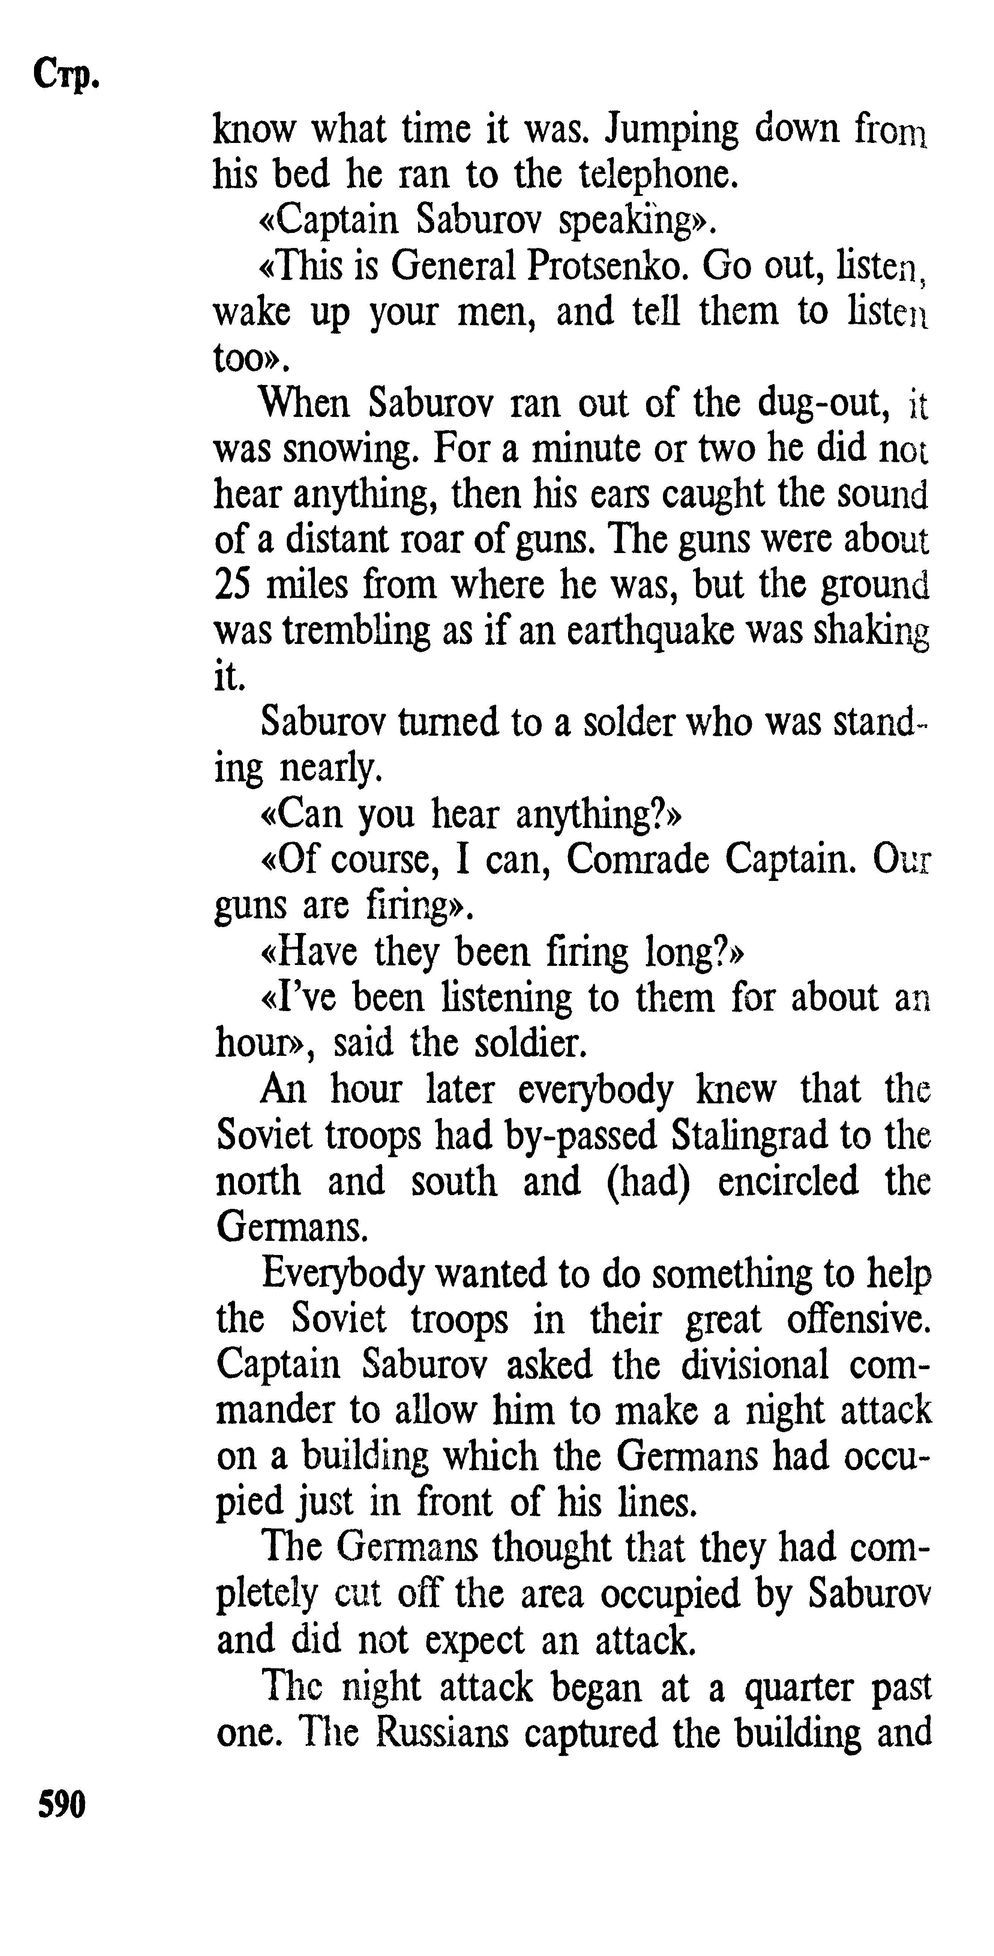 Стр.
know what time it was. Jumping down from
his bed he ran to the telephone.
«Captain Saburov speaking».
«This is General Protsenko. Go out, listen,
wake up your men, and tell them to listen
too».
When Saburov ran out of the dug-out, it
was snowing. For a minute or two he did not
hear anything, then his ears caught the sound
of a distant roar of guns. The guns were about
25 miles from where he was, but the ground
was trembling as if an earthquake was shaking
it.
Saburov turned to a solder who was stand-
ing nearly.
«Can you hear anything?»
«Of course, I can, Comrade Captain. Our
guns are firing».
«Have they been firing long?»
«I’ve been listening to them for about an
hour», said the soldier.
An hour later everybody knew that the
Soviet troops had by-passed Stalingrad to the
north and south and (had) encircled the
Germans.
Everybody wanted to do something to help
the Soviet troops in their great offensive.
Captain Saburov asked the divisional com-
mander to allow him to make a night attack
on a building which the Germans had occu-
pied just in front of his lines.
The Germans thought that they had com-
pletely cut off the area occupied by Saburov
and did not expect an attack.
The night attack began at a quarter past
one. The Russians captured the building and
590